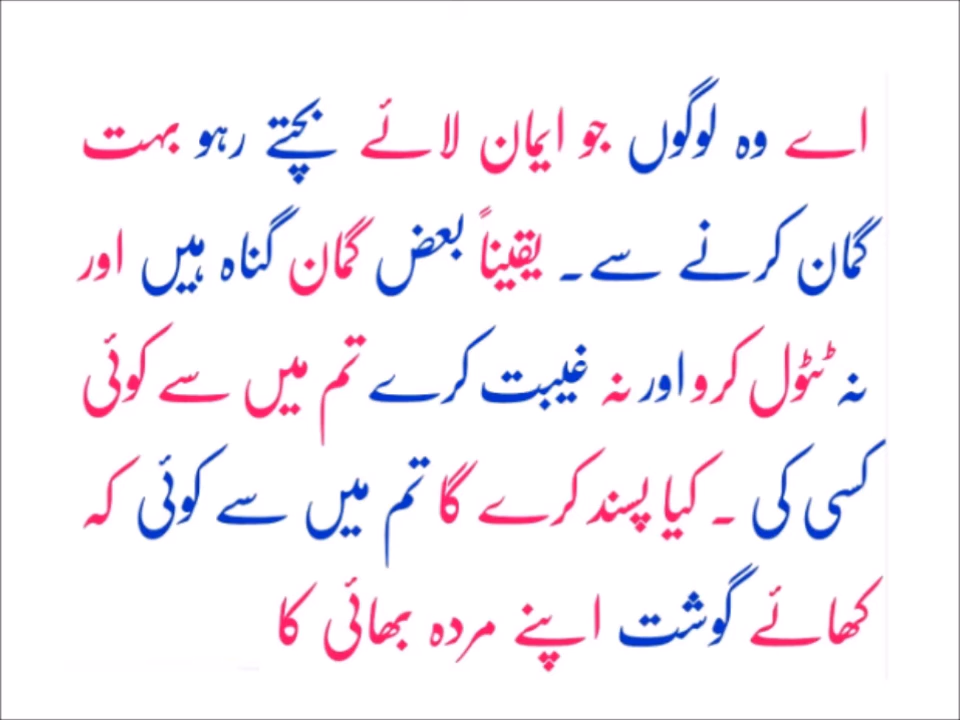 اے وہ لوگوں جو ایمان لائے بچتے رہو بہت
گمان کرنے سے۔ یقیناً بعض گمان گناہ ہیں اور
نہ ٹٹول کرو اور نہ غیبت کرے تم میں سے کوئی
کسی کی ۔ کیا پسند کرے گا تم میں سے کوئی کہ
کھائے گوشت اپنے مردہ بھائی کا